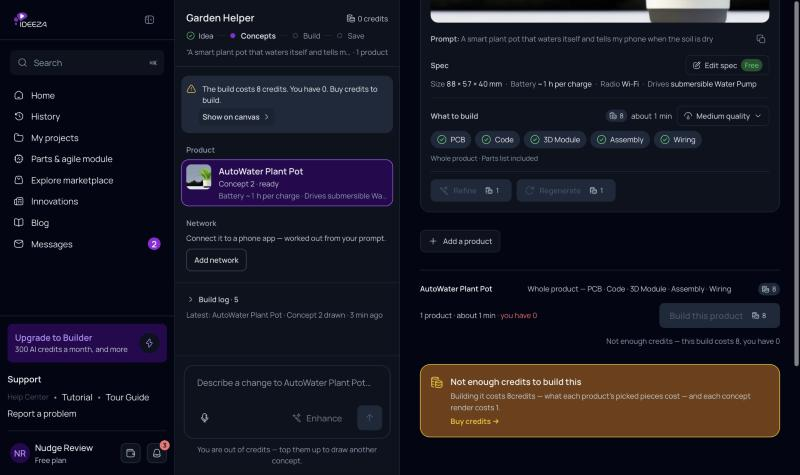 IDEEZA
Search
⌘K
Home
History
My projects
Parts & agile module
Explore marketplace
Innovations
Blog
Messages
2
Upgrade to Builder
300 AI credits a month, and more
Support
Help Center • Tutorial • Tour Guide
Report a problem
NR
Nudge Review
Free plan
3
Garden Helper
0 credits
Idea
Concepts
Build
Save
"A smart plant pot that waters itself and tells m... · 1 product
The build costs 8 credits. You have 0. Buy credits to
build.
Show on canvas
Product
AutoWater Plant Pot
Concept 2 · ready
Battery ~1 h per charge · Drives submersible Wa...
Network
Connect it to a phone app — worked out from your prompt.
Add network
Build log · 5
Latest: AutoWater Plant Pot · Concept 2 drawn · 3 min ago
Describe a change to AutoWater Plant Pot...
Enhance
You are out of credits — top them up to draw another
concept.
Prompt: A smart plant pot that waters itself and tells my phone when the soil is dry
Spec
Edit spec
Free
Size 88 × 57 × 40 mm · Battery ~1 h per charge · Radio Wi-Fi · Drives submersible Water Pump
What to build
8
about 1 min
Medium quality
PCB
Code
3D Module
Assembly
Wiring
Whole product · Parts list included
Refine
1
Regenerate
1
+ Add a product
AutoWater Plant Pot
Whole product — PCB · Code · 3D Module · Assembly · Wiring
8
1 product · about 1 min · you have 0
Build this product
8
Not enough credits — this build costs 8, you have 0
Not enough credits to build this
Building it costs 8credits — what each product's picked pieces cost — and each concept
render costs 1.
Buy credits →